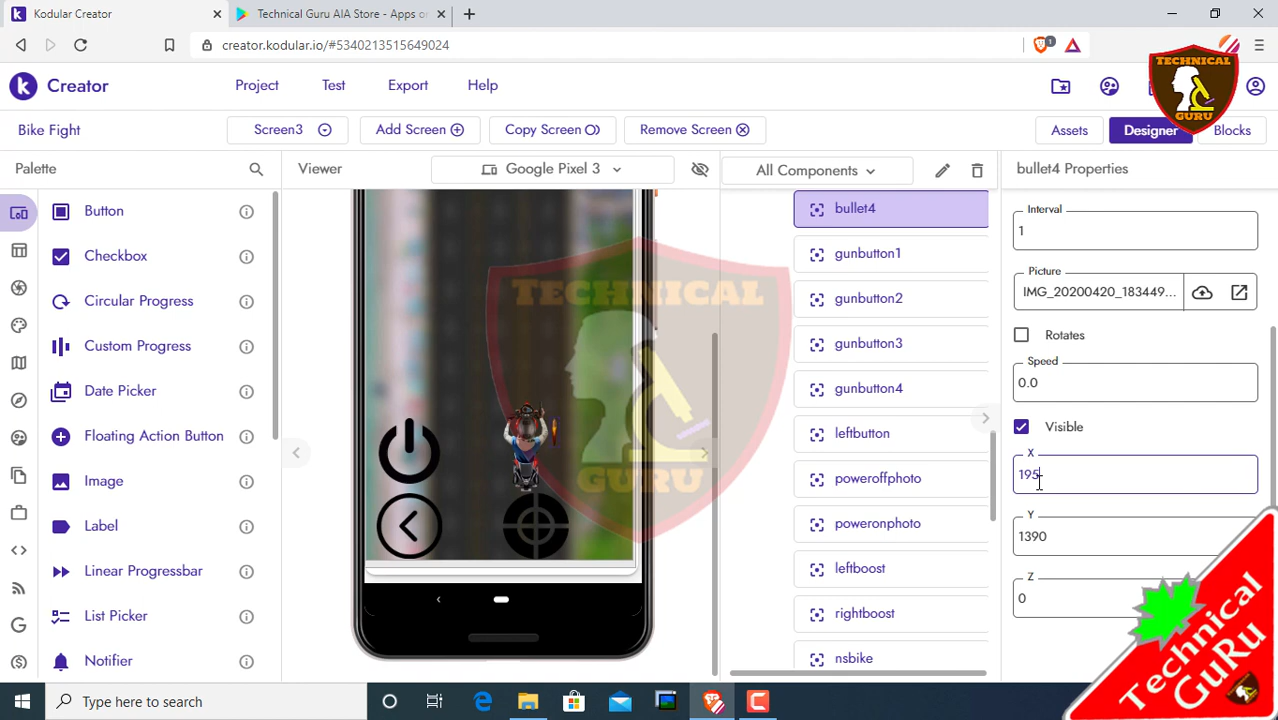 Kodular Creator
Technical Guru AIA Store - Apps o
creator.kodular.io/#5340213515649024
1
TECHNICAL
GURU
Creator
Project
Test
Export
Help
Bike Fight
Screen3
Add Screen
Copy Screen
Remove Screen
Assets
Designer
Blocks
Palette
Viewer
Google Pixel 3
All Components
bullet4 Properties
Button
Checkbox
Circular Progress
Custom Progress
Date Picker
Floating Action Button
Image
Label
Linear Progressbar
List Picker
Notifier
TECHNICAL
GURU
bullet4
gunbutton1
gunbutton2
gunbutton3
gunbutton4
leftbutton
poweroffphoto
poweronphoto
leftboost
rightboost
nsbike
Interval
1
Picture
IMG_20200420_183449...
Rotates
Speed
0.0
Visible
X
195
Y
1390
Z
0
Technical
GuRU
Type here to search